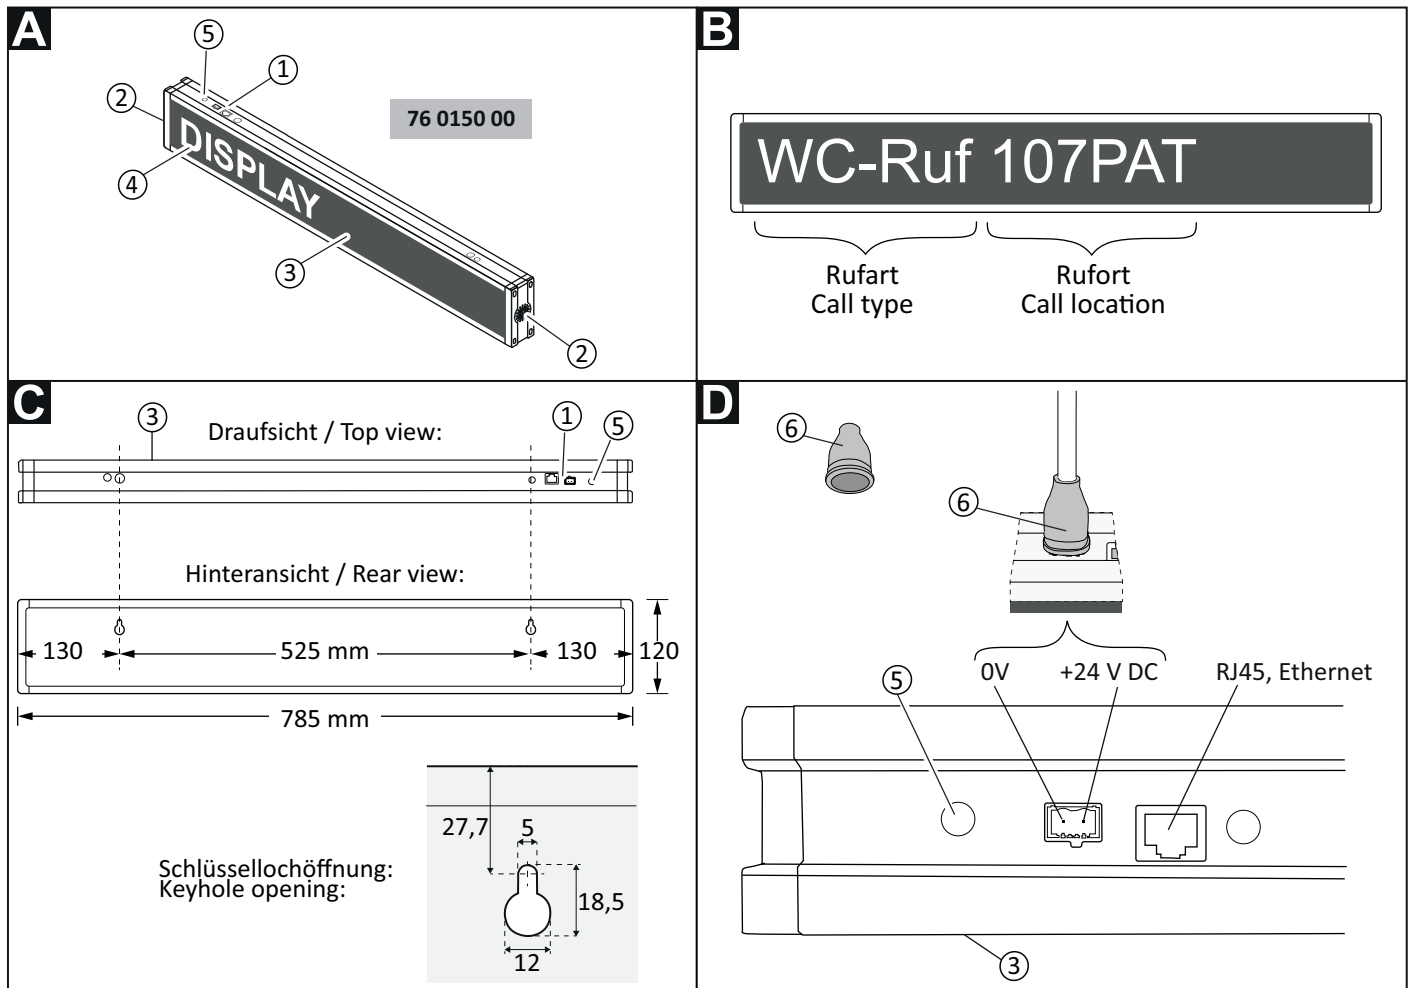 A
5
1
2
76 0150 00
DISPLAY
4
3
2
B
WC-Ruf 107PAT
Rufart
Call type
Rufort
Call location
C
3
Draufsicht / Top view:
1
5
Hinteransicht / Rear view:
130
525 mm
130
120
785 mm
27,7
5
Schlüssellochöffnung:
Keyhole opening:
18,5
12
D
6
6
0V
+24 V DC
RJ45, Ethernet
5
3